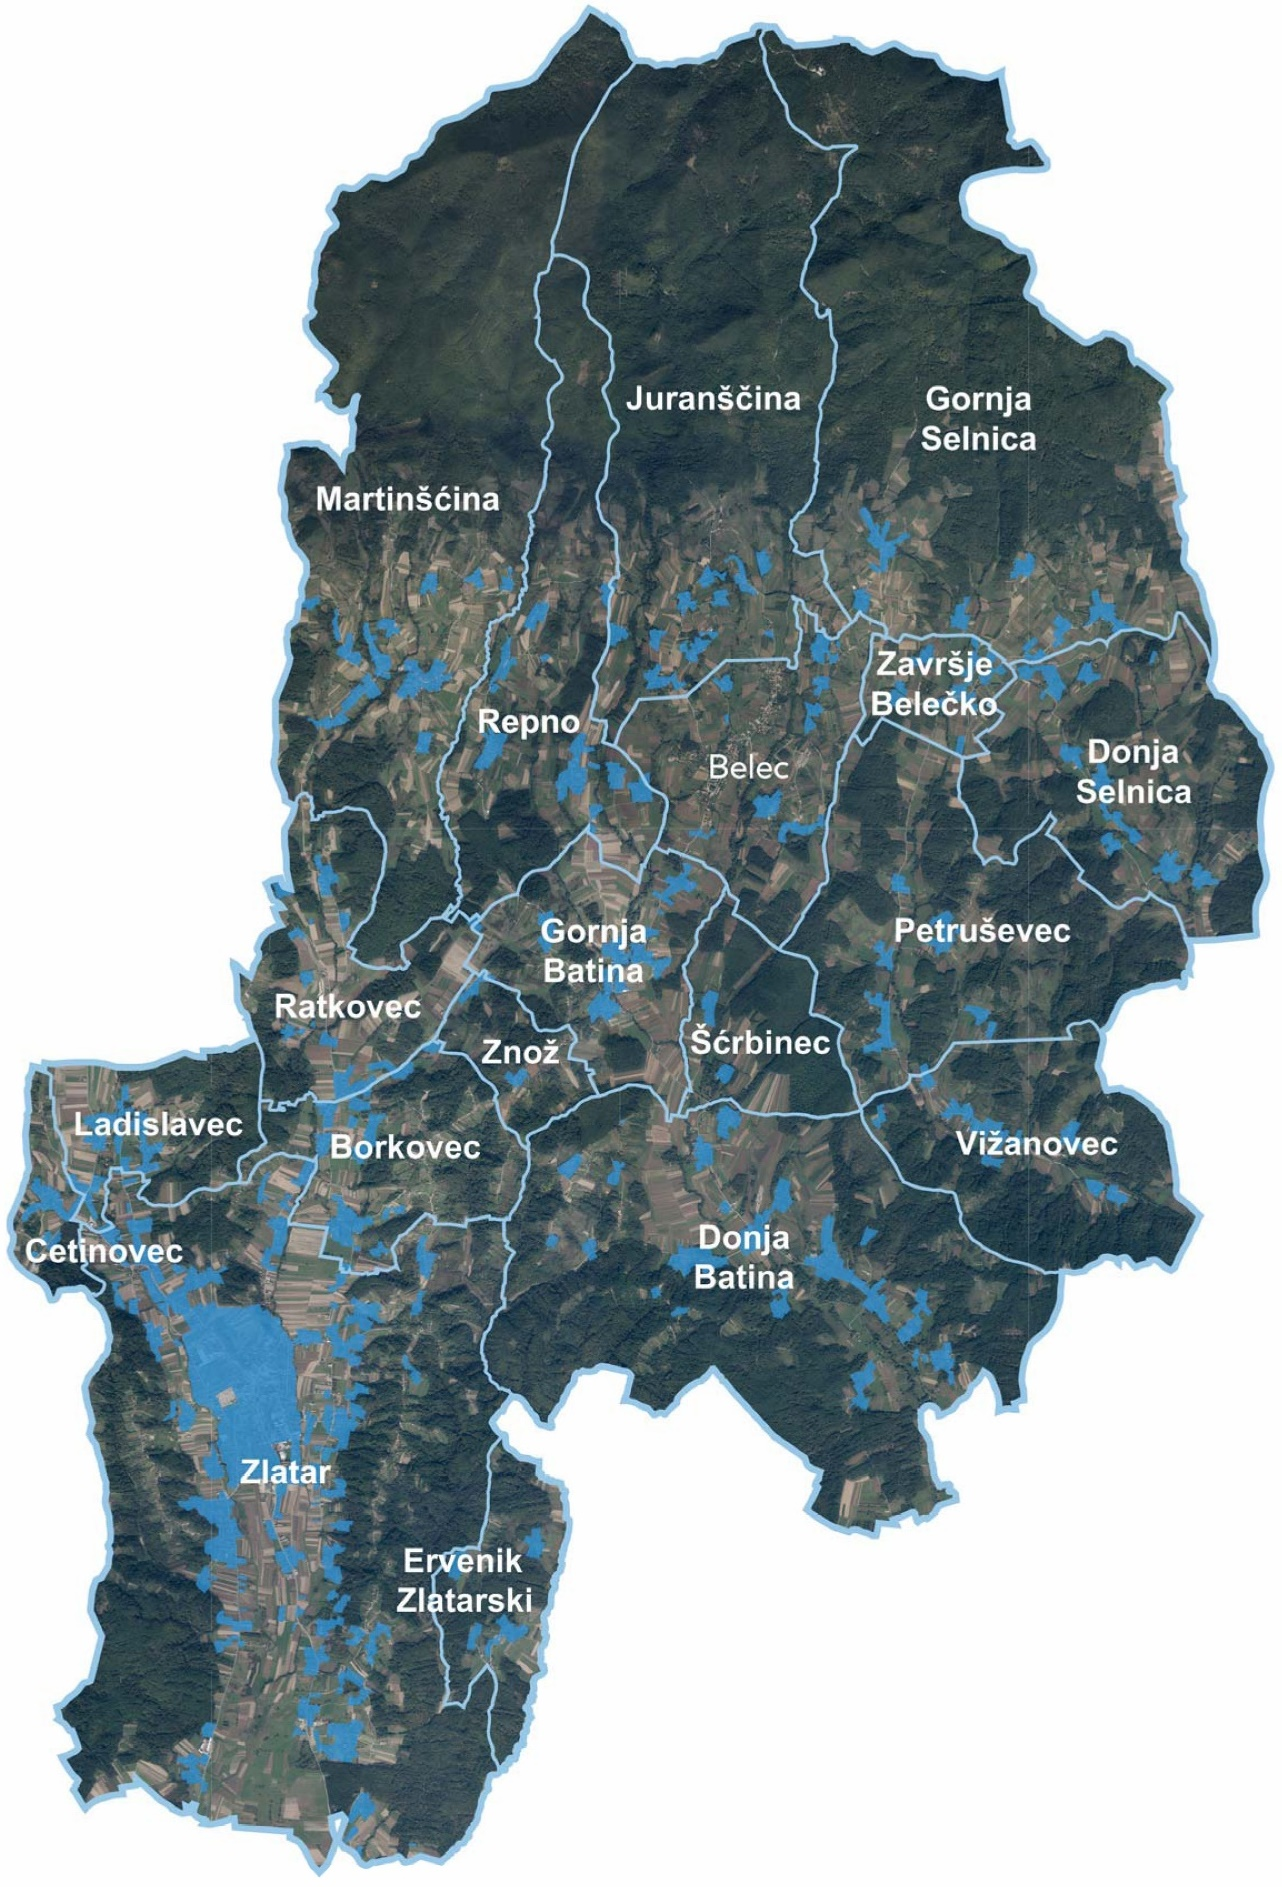 Juranščina
Gornja
Selnica
Martinšćina
Završje
Belečko
Repno
Belec
Donja
Selnica
Gornja
Batina
Petruševec
Ratkovec
Znož
Šćrbinec
Ladislavec
Borkovec
Vižanovec
Cetinovec
Donja
Batina
Zlatar
Ervenik
Zlatarski